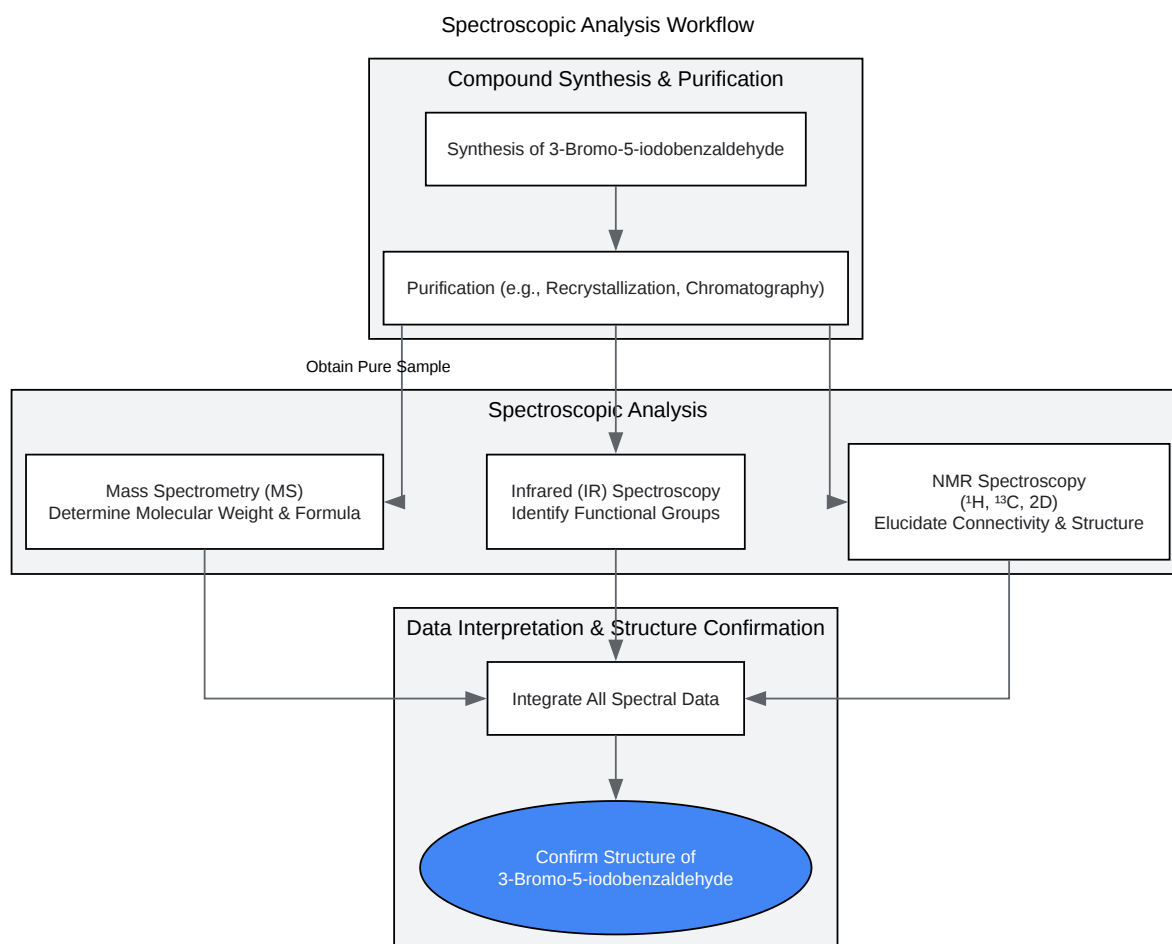 Spectroscopic Analysis Workflow
Compound Synthesis & Purification
Synthesis of 3-Bromo-5-iodobenzaldehyde
Purification (e.g., Recrystallization, Chromatography)
Obtain Pure Sample
Spectroscopic Analysis
Mass Spectrometry (MS)
Determine Molecular Weight & Formula
Infrared (IR) Spectroscopy
Identify Functional Groups
NMR Spectroscopy
(¹H, ¹³C, 2D)
Elucidate Connectivity & Structure
Data Interpretation & Structure Confirmation
Integrate All Spectral Data
Confirm Structure of
3-Bromo-5-iodobenzaldehyde